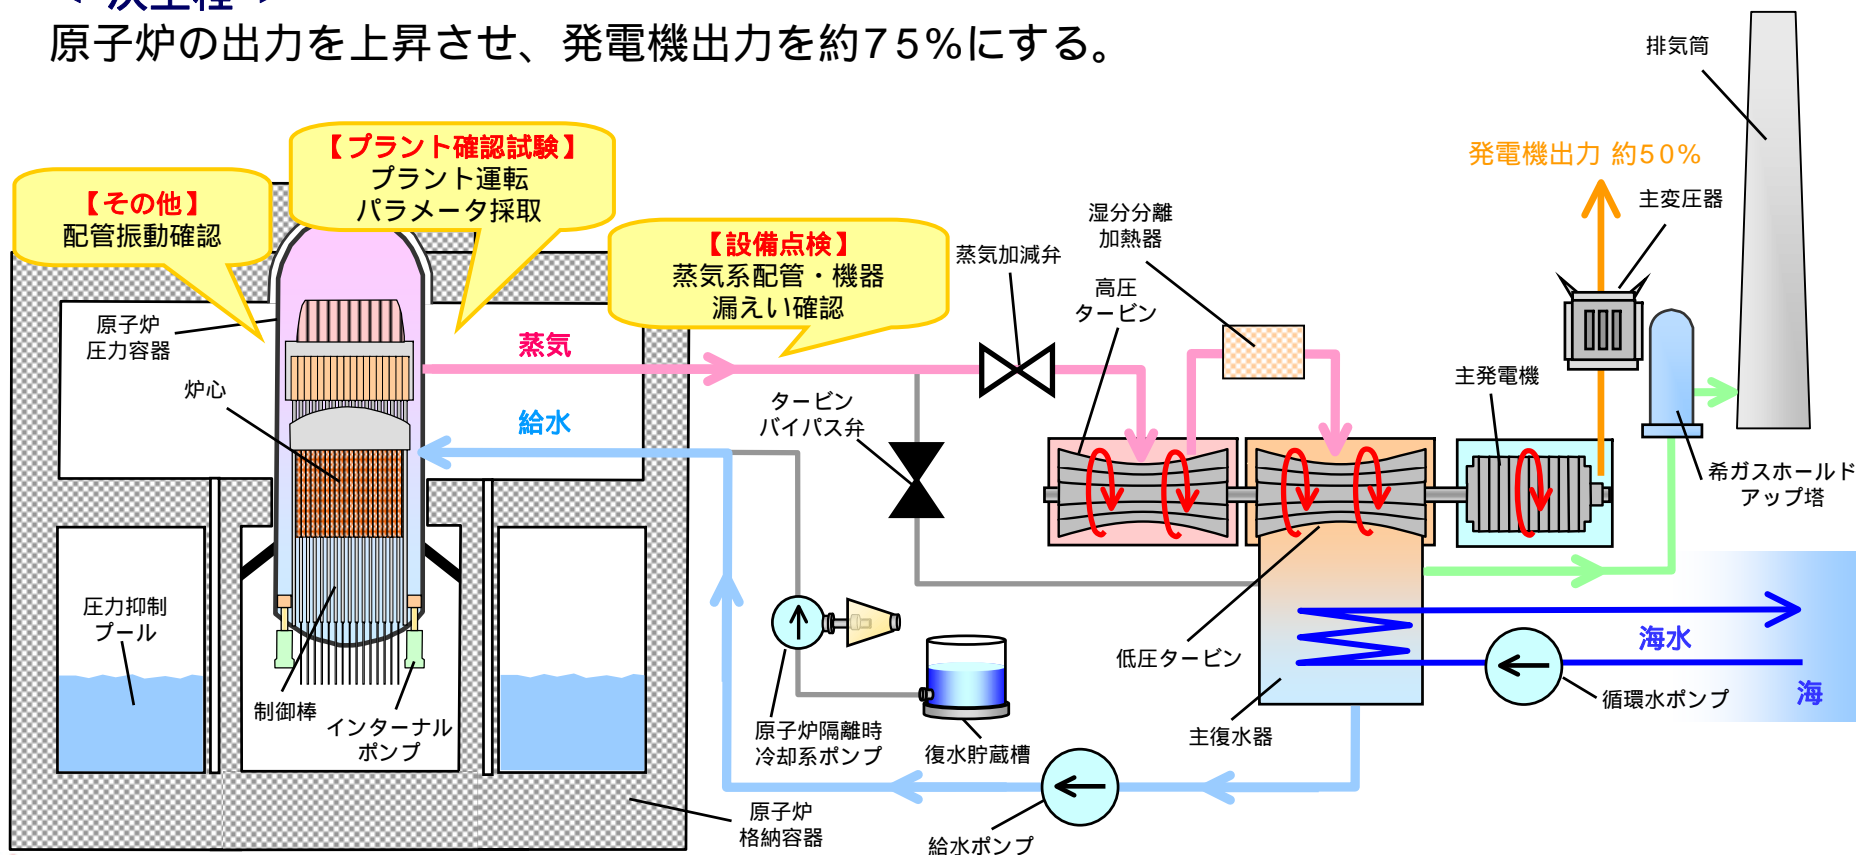 原子炉の出力を上昇させ、発電機出力を約75%にする。
排気筒
【プラント確認試験】
プラント運転
パラメータ採取
発電機出力 約50%
【その他】
配管振動確認
主変圧器
湿分分離
加熱器
【設備点検】
蒸気系配管・機器
漏えい確認
蒸気加減弁
高圧
タービン
原子炉
圧力容器
蒸気
炉心
主発電機
タービン
バイパス弁
給水
希ガスホールド
アップ塔
圧力抑制
プール
海水
低圧タービン
海
循環水ポンプ
制御棒
インターナル
ポンプ
原子炉隔離時
冷却系ポンプ
復水貯蔵槽
主復水器
原子炉
格納容器
給水ポンプ